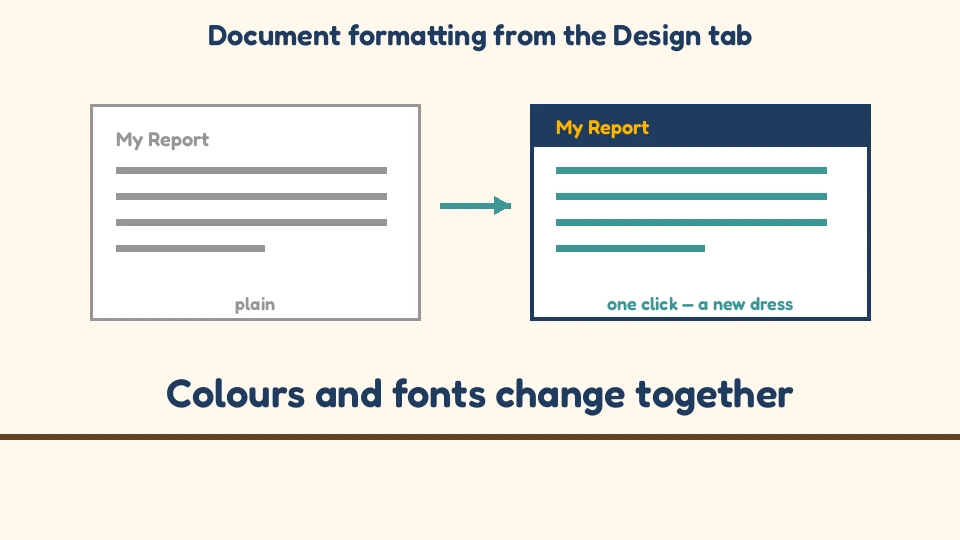 Document formatting from the Design tab
My Report
plain
My Report
one click – a new dress
Colours and fonts change together